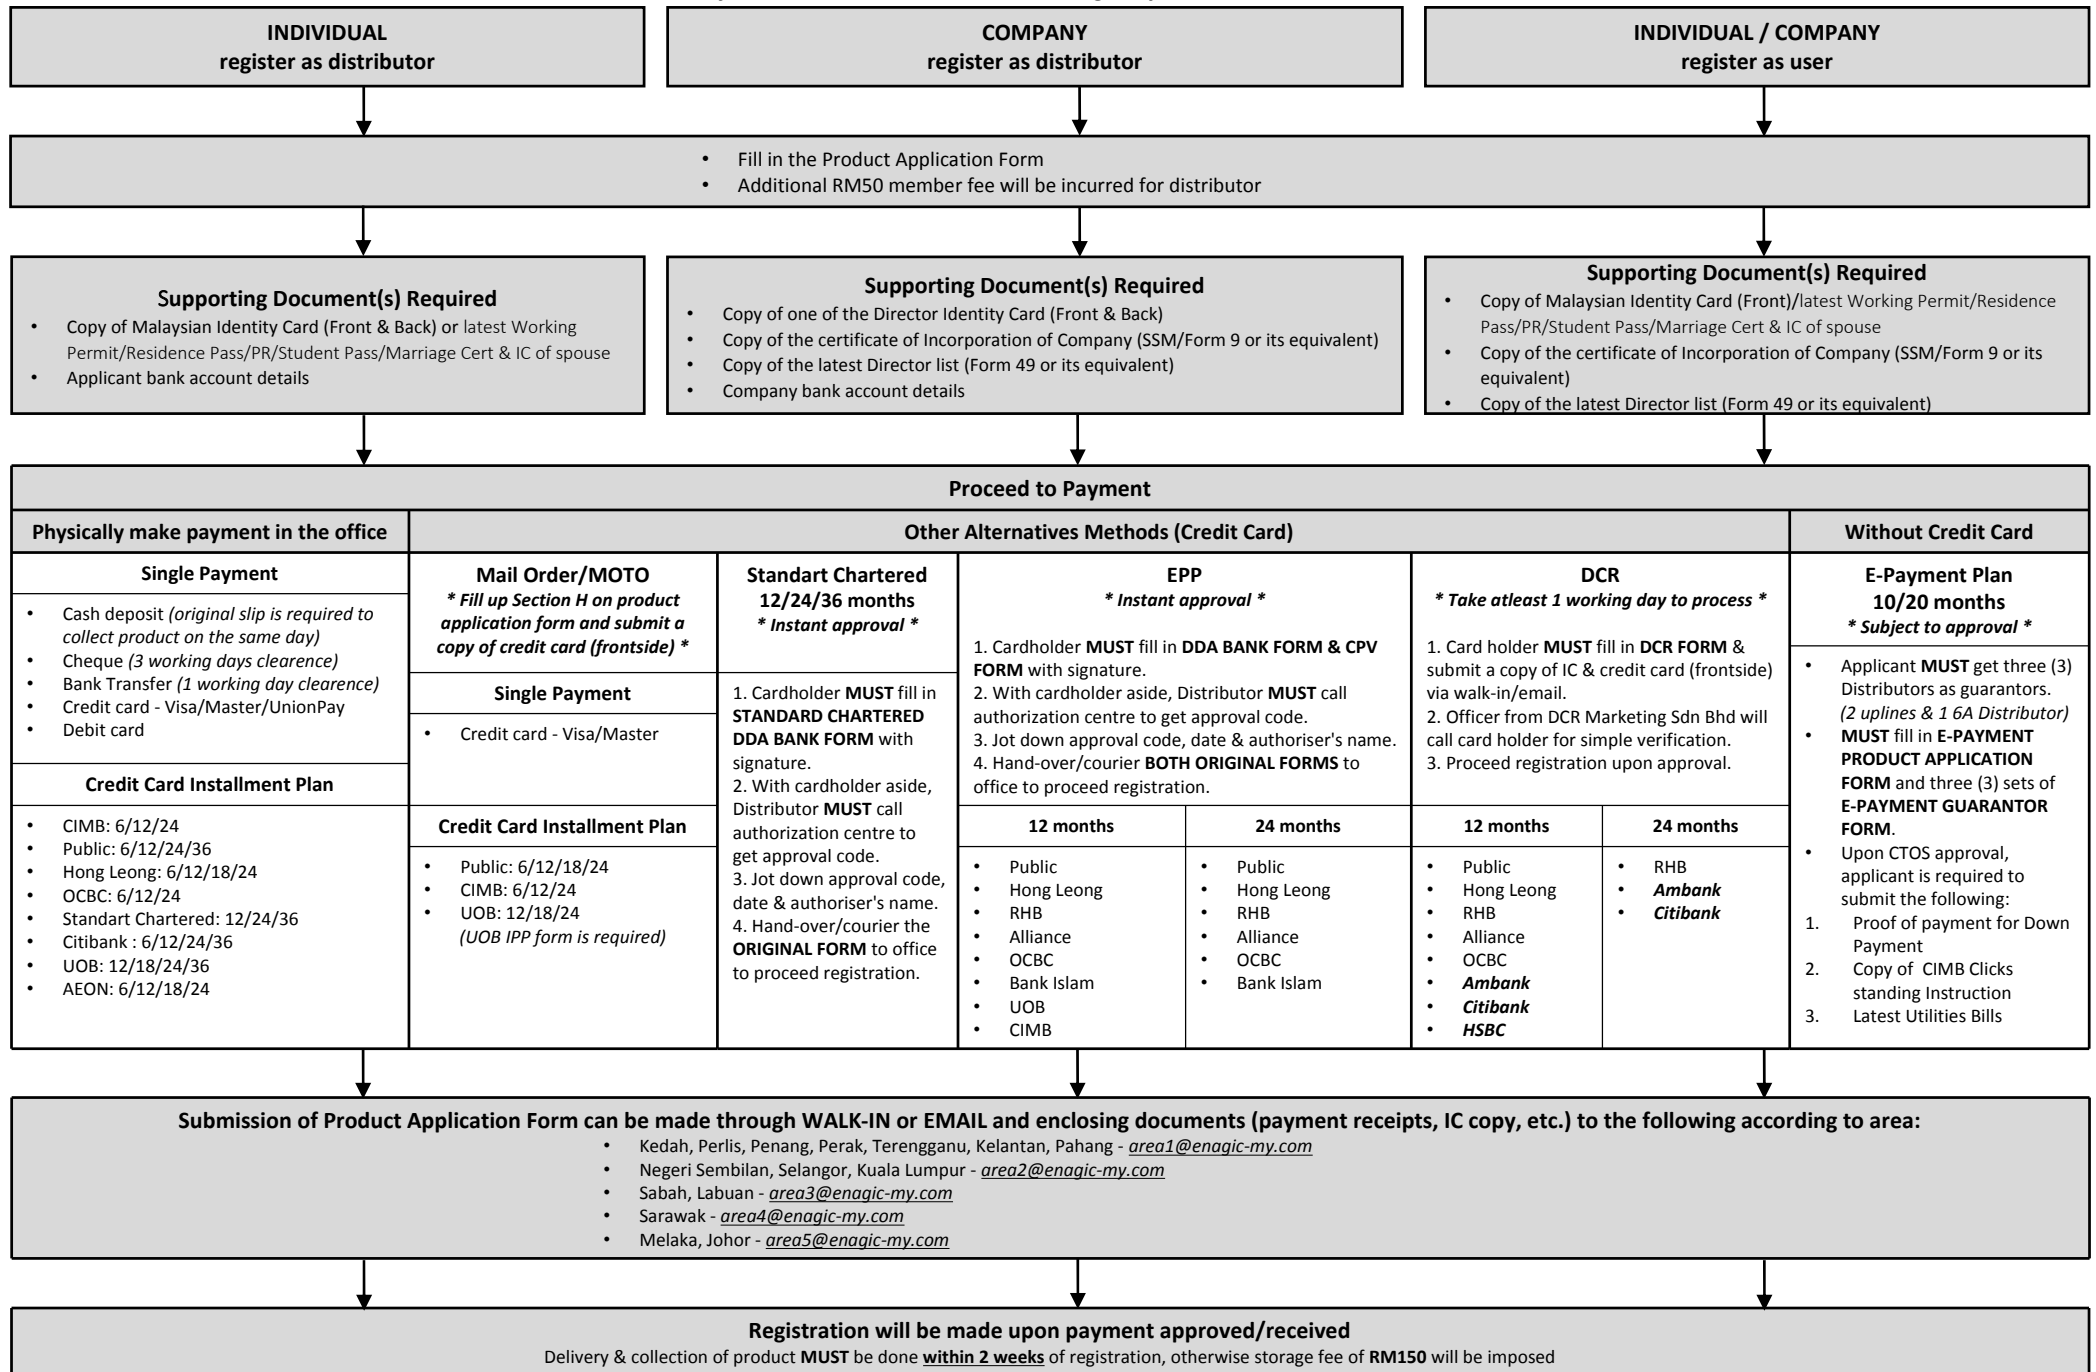 INDIVIDUAL
register as distributor
COMPANY
register as distributor
INDIVIDUAL / COMPANY
register as user
• Fill in the Product Application Form
• Additional RM50 member fee will be incurred for distributor
Supporting Document(s) Required
• Copy of Malaysian Identity Card (Front & Back) or latest Working
Permit/Residence Pass/PR/Student Pass/Marriage Cert & IC of spouse
• Applicant bank account details
Supporting Document(s) Required
• Copy of one of the Director Identity Card (Front & Back)
• Copy of the certificate of Incorporation of Company (SSM/Form 9 or its equivalent)
• Copy of the latest Director list (Form 49 or its equivalent)
• Company bank account details
Supporting Document(s) Required
• Copy of Malaysian Identity Card (Front)/latest Working Permit/Residence
Pass/PR/Student Pass/Marriage Cert & IC of spouse
• Copy of the certificate of Incorporation of Company (SSM/Form 9 or its
equivalent)
• Copy of the latest Director list (Form 49 or its equivalent)
Proceed to Payment
Physically make payment in the office
Other Alternatives Methods (Credit Card)
Without Credit Card
Single Payment
• Cash deposit (original slip is required to
collect product on the same day)
• Cheque (3 working days clearence)
• Bank Transfer (1 working day clearence)
• Credit card - Visa/Master/UnionPay
• Debit card
Credit Card Installment Plan
• CIMB: 6/12/24
• Public: 6/12/24/36
• Hong Leong: 6/12/18/24
• OCBC: 6/12/24
• Standart Chartered: 12/24/36
• Citibank : 6/12/24/36
• UOB: 12/18/24/36
• AEON: 6/12/18/24
Mail Order/MOTO
* Fill up Section H on product
application form and submit a
copy of credit card (frontside) *
Single Payment
• Credit card - Visa/Master
Credit Card Installment Plan
• Public: 6/12/18/24
• CIMB: 6/12/24
• UOB: 12/18/24
(UOB IPP form is required)
Standart Chartered
12/24/36 months
* Instant approval *
1. Cardholder MUST fill in
STANDARD CHARTERED
DDA BANK FORM with
signature.
2. With cardholder aside,
Distributor MUST call
authorization centre to
get approval code.
3. Jot down approval code,
date & authoriser's name.
4. Hand-over/courier the
ORIGINAL FORM to office
to proceed registration.
EPP
* Instant approval *
1. Cardholder MUST fill in DDA BANK FORM & CPV
FORM with signature.
2. With cardholder aside, Distributor MUST call
authorization centre to get approval code.
3. Jot down approval code, date & authoriser's name.
4. Hand-over/courier BOTH ORIGINAL FORMS to
office to proceed registration.
12 months
• Public
• Hong Leong
• RHB
• Alliance
• OCBC
• Bank Islam
• UOB
• CIMB
24 months
• Public
• Hong Leong
• RHB
• Alliance
• OCBC
• Bank Islam
DCR
* Take atleast 1 working day to process *
1. Card holder MUST fill in DCR FORM &
submit a copy of IC & credit card (frontside)
via walk-in/email.
2. Officer from DCR Marketing Sdn Bhd will
call card holder for simple verification.
3. Proceed registration upon approval.
12 months
• Public
• Hong Leong
• RHB
• Alliance
• OCBC
• Ambank
• Citibank
• HSBC
24 months
• RHB
• Ambank
• Citibank
E-Payment Plan
10/20 months
* Subject to approval *
• Applicant MUST get three (3)
Distributors as guarantors.
(2 uplines & 1 6A Distributor)
• MUST fill in E-PAYMENT
PRODUCT APPLICATION
FORM and three (3) sets of
E-PAYMENT GUARANTOR
FORM.
• Upon CTOS approval,
applicant is required to
submit the following:
1. Proof of payment for Down
Payment
2. Copy of CIMB Clicks
standing Instruction
3. Latest Utilities Bills
Submission of Product Application Form can be made through WALK-IN or EMAIL and enclosing documents (payment receipts, IC copy, etc.) to the following according to area:
• Kedah, Perlis, Penang, Perak, Terengganu, Kelantan, Pahang - area1@enagic-my.com
• Negeri Sembilan, Selangor, Kuala Lumpur - area2@enagic-my.com
• Sabah, Labuan - area3@enagic-my.com
• Sarawak - area4@enagic-my.com
• Melaka, Johor - area5@enagic-my.com
Registration will be made upon payment approved/received
Delivery & collection of product MUST be done within 2 weeks of registration, otherwise storage fee of RM150 will be imposed